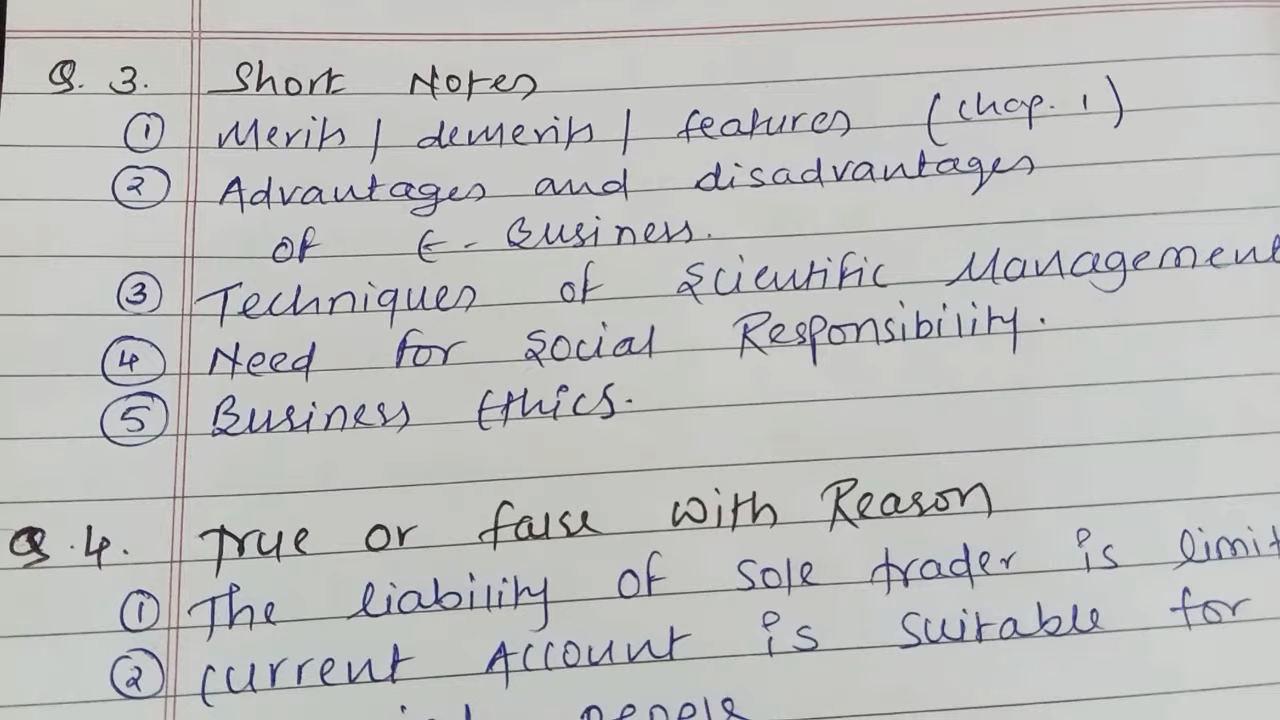 Q. 3. Short Notes
① Merits / demerits / features (Chap. 1)
② Advantages and disadvantages
of E- Business.
③ Techniques of Scientific Management
④ Need for Social Responsibility.
⑤ Business Ethics.
Q.4. True or false with Reason
① The liability of sole trader is limit
② Current Account is suitable for
people